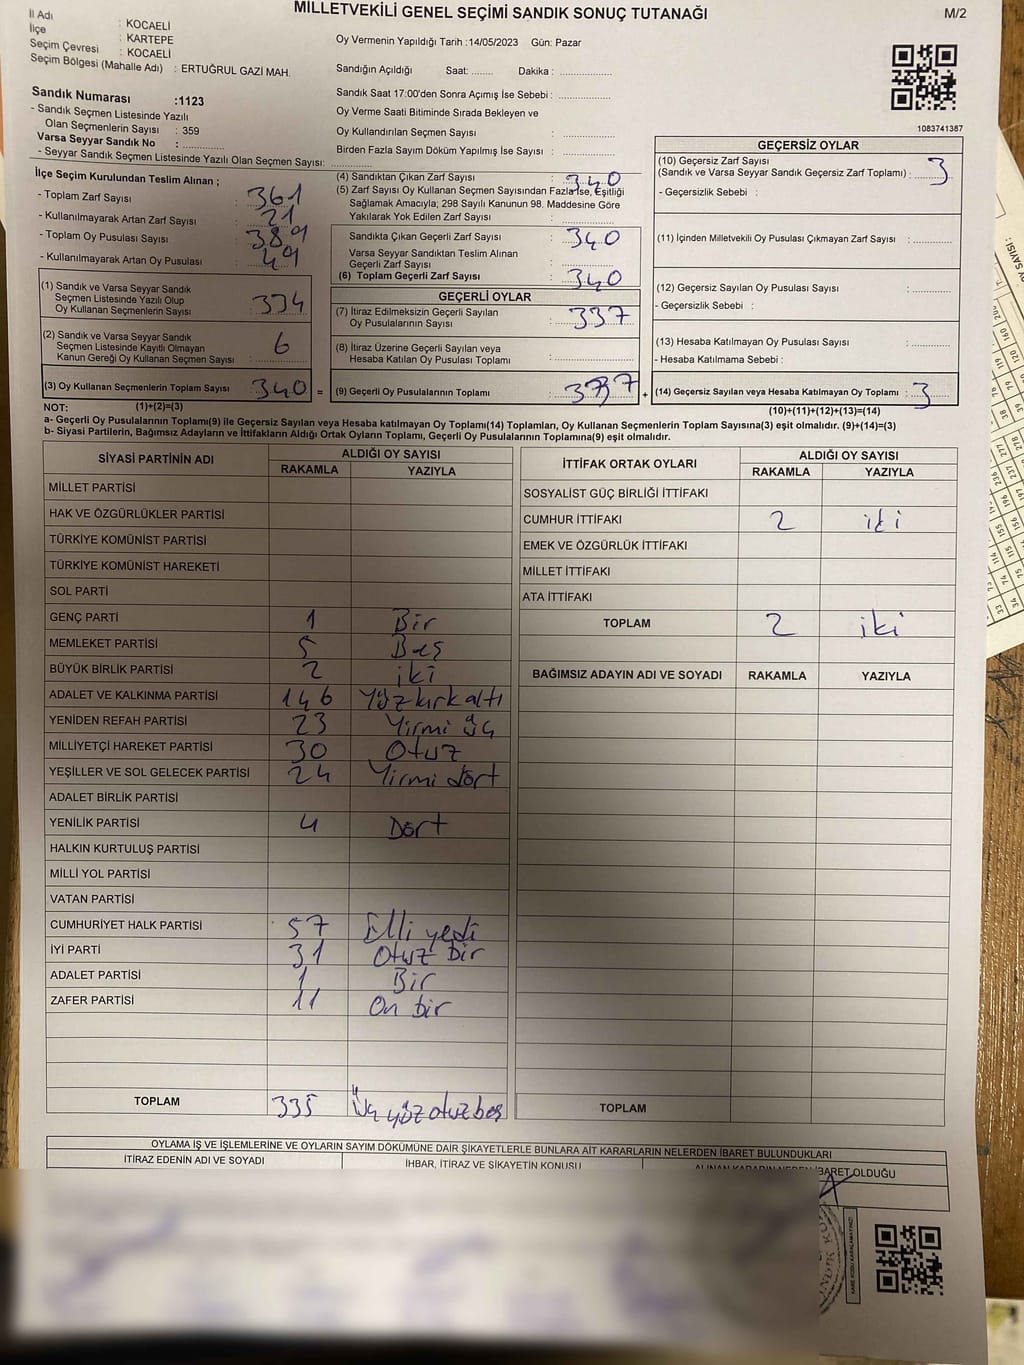 MİLLETVEKİLİ GENEL SEÇİMİ SANDIK SONUÇ TUTANAĞI
M/2
İl Adı : KOCAELİ
İlçe : KARTEPE
Seçim Çevresi : KOCAELİ
Seçim Bölgesi (Mahalle Adı) : ERTUĞRUL GAZİ MAH.
Oy Vermenin Yapıldığı Tarih :14/05/2023 Gün: Pazar
Sandığın Açıldığı Saat: ........ Dakika : ...................
Sandık Saat 17:00'den Sonra Açımış İse Sebebi : ...................
Oy Verme Saati Bitiminde Sırada Bekleyen ve
Oy Kullandırılan Seçmen Sayısı : ...................
Birden Fazla Sayım Döküm Yapılmış İse Sayısı : ...................
Sandık Numarası :1123
- Sandık Seçmen Listesinde Yazılı
Olan Seçmenlerin Sayısı : 359
Varsa Seyyar Sandık No : ...............
- Seyyar Sandık Seçmen Listesinde Yazılı Olan Seçmen Sayısı: ...............
1083741387
İlçe Seçim Kurulundan Teslim Alınan ;
- Toplam Zarf Sayısı : 361
- Kullanılmayarak Artan Zarf Sayısı : 21
- Toplam Oy Pusulası Sayısı : 389
- Kullanılmayarak Artan Oy Pusulası : 49
(1) Sandık ve Varsa Seyyar Sandık
Seçmen Listesinde Yazılı Olup
Oy Kullanan Seçmenlerin Sayısı : 334
(2) Sandık ve Varsa Seyyar Sandık
Seçmen Listesinde Kayıtlı Olmayan
Kanun Gereği Oy Kullanan Seçmen Sayısı : 6
(3) Oy Kullanan Seçmenlerin Toplam Sayısı : 340 =
(1)+(2)=(3)
(4) Sandıktan Çıkan Zarf Sayısı : 340
(5) Zarf Sayısı Oy Kullanan Seçmen Sayısından Fazla İse, Eşitliği
Sağlamak Amacıyla; 298 Sayılı Kanunun 98. Maddesine Göre
Yakılarak Yok Edilen Zarf Sayısı : ...................
Sandıkta Çıkan Geçerli Zarf Sayısı : 340
Varsa Seyyar Sandıktan Teslim Alınan
Geçerli Zarf Sayısı : ...................
(6) Toplam Geçerli Zarf Sayısı : 340
GEÇERLİ OYLAR
(7) İtiraz Edilmeksizin Geçerli Sayılan
Oy Pusulalarının Sayısı : 337
(8) İtiraz Üzerine Geçerli Sayılan veya
Hesaba Katılan Oy Pusulası Toplamı : ...................
(9) Geçerli Oy Pusulalarının Toplamı : 337 +
GEÇERSİZ OYLAR
(10) Geçersiz Zarf Sayısı
(Sandık ve Varsa Seyyar Sandık Geçersiz Zarf Toplamı) : 3
- Geçersizlik Sebebi :
(11) İçinden Milletvekili Oy Pusulası Çıkmayan Zarf Sayısı : ...............
(12) Geçersiz Sayılan Oy Pusulası Sayısı : ...............
- Geçersizlik Sebebi :
(13) Hesaba Katılmayan Oy Pusulası Sayısı : ...............
- Hesaba Katılmama Sebebi :
(14) Geçersiz Sayılan veya Hesaba Katılmayan Oy Toplamı : 3
(10)+(11)+(12)+(13)=(14)
NOT:
a- Geçerli Oy Pusulalarının Toplamı(9) ile Geçersiz Sayılan veya Hesaba katılmayan Oy Toplamı(14) Toplamları, Oy Kullanan Seçmenlerin Toplam Sayısına(3) eşit olmalıdır. (9)+(14)=(3)
b- Siyasi Partilerin, Bağımsız Adayların ve İttifakların Aldığı Ortak Oyların Toplamı, Geçerli Oy Pusulalarının Toplamına(9) eşit olmalıdır.
SİYASİ PARTİNİN ADI ALDIĞI OY SAYISI
RAKAMLA YAZIYLA
MİLLET PARTİSİ
HAK VE ÖZGÜRLÜKLER PARTİSİ
TÜRKİYE KOMÜNİST PARTİSİ
TÜRKİYE KOMÜNİST HAREKETİ
SOL PARTİ
GENÇ PARTİ 1 Bir
MEMLEKET PARTİSİ 5 Beş
BÜYÜK BİRLİK PARTİSİ 2 iki
ADALET VE KALKINMA PARTİSİ 146 Yüzkırkaltı
YENİDEN REFAH PARTİSİ 23 Yirmi üç
MİLLİYETÇİ HAREKET PARTİSİ 30 Otuz
YEŞİLLER VE SOL GELECEK PARTİSİ 24 Yirmi dört
ADALET BİRLİK PARTİSİ
YENİLİK PARTİSİ 4 Dört
HALKIN KURTULUŞ PARTİSİ
MİLLİ YOL PARTİSİ
VATAN PARTİSİ
CUMHURİYET HALK PARTİSİ 57 Elli yedi
İYİ PARTİ 31 Otuz bir
ADALET PARTİSİ 1 Bir
ZAFER PARTİSİ 11 On bir
TOPLAM 335 Üç yüz otuz beş
İTTİFAK ORTAK OYLARI ALDIĞI OY SAYISI
RAKAMLA YAZIYLA
SOSYALİST GÜÇ BİRLİĞİ İTTİFAKI
CUMHUR İTTİFAKI 2 iki
EMEK VE ÖZGÜRLÜK İTTİFAKI
MİLLET İTTİFAKI
ATA İTTİFAKI
TOPLAM 2 iki
BAĞIMSIZ ADAYIN ADI VE SOYADI RAKAMLA YAZIYLA
TOPLAM
OYLAMA İŞ VE İŞLEMLERİNE VE OYLARIN SAYIM DÖKÜMÜNE DAİR ŞİKAYETLERLE BUNLARA AİT KARARLARIN NELERDEN İBARET BULUNDUKLARI
İTİRAZ EDENİN ADI VE SOYADI
İHBAR, İTİRAZ VE ŞİKAYETİN KONUSU
ALINAN KARARIN NEDEN İBARET OLDUĞU